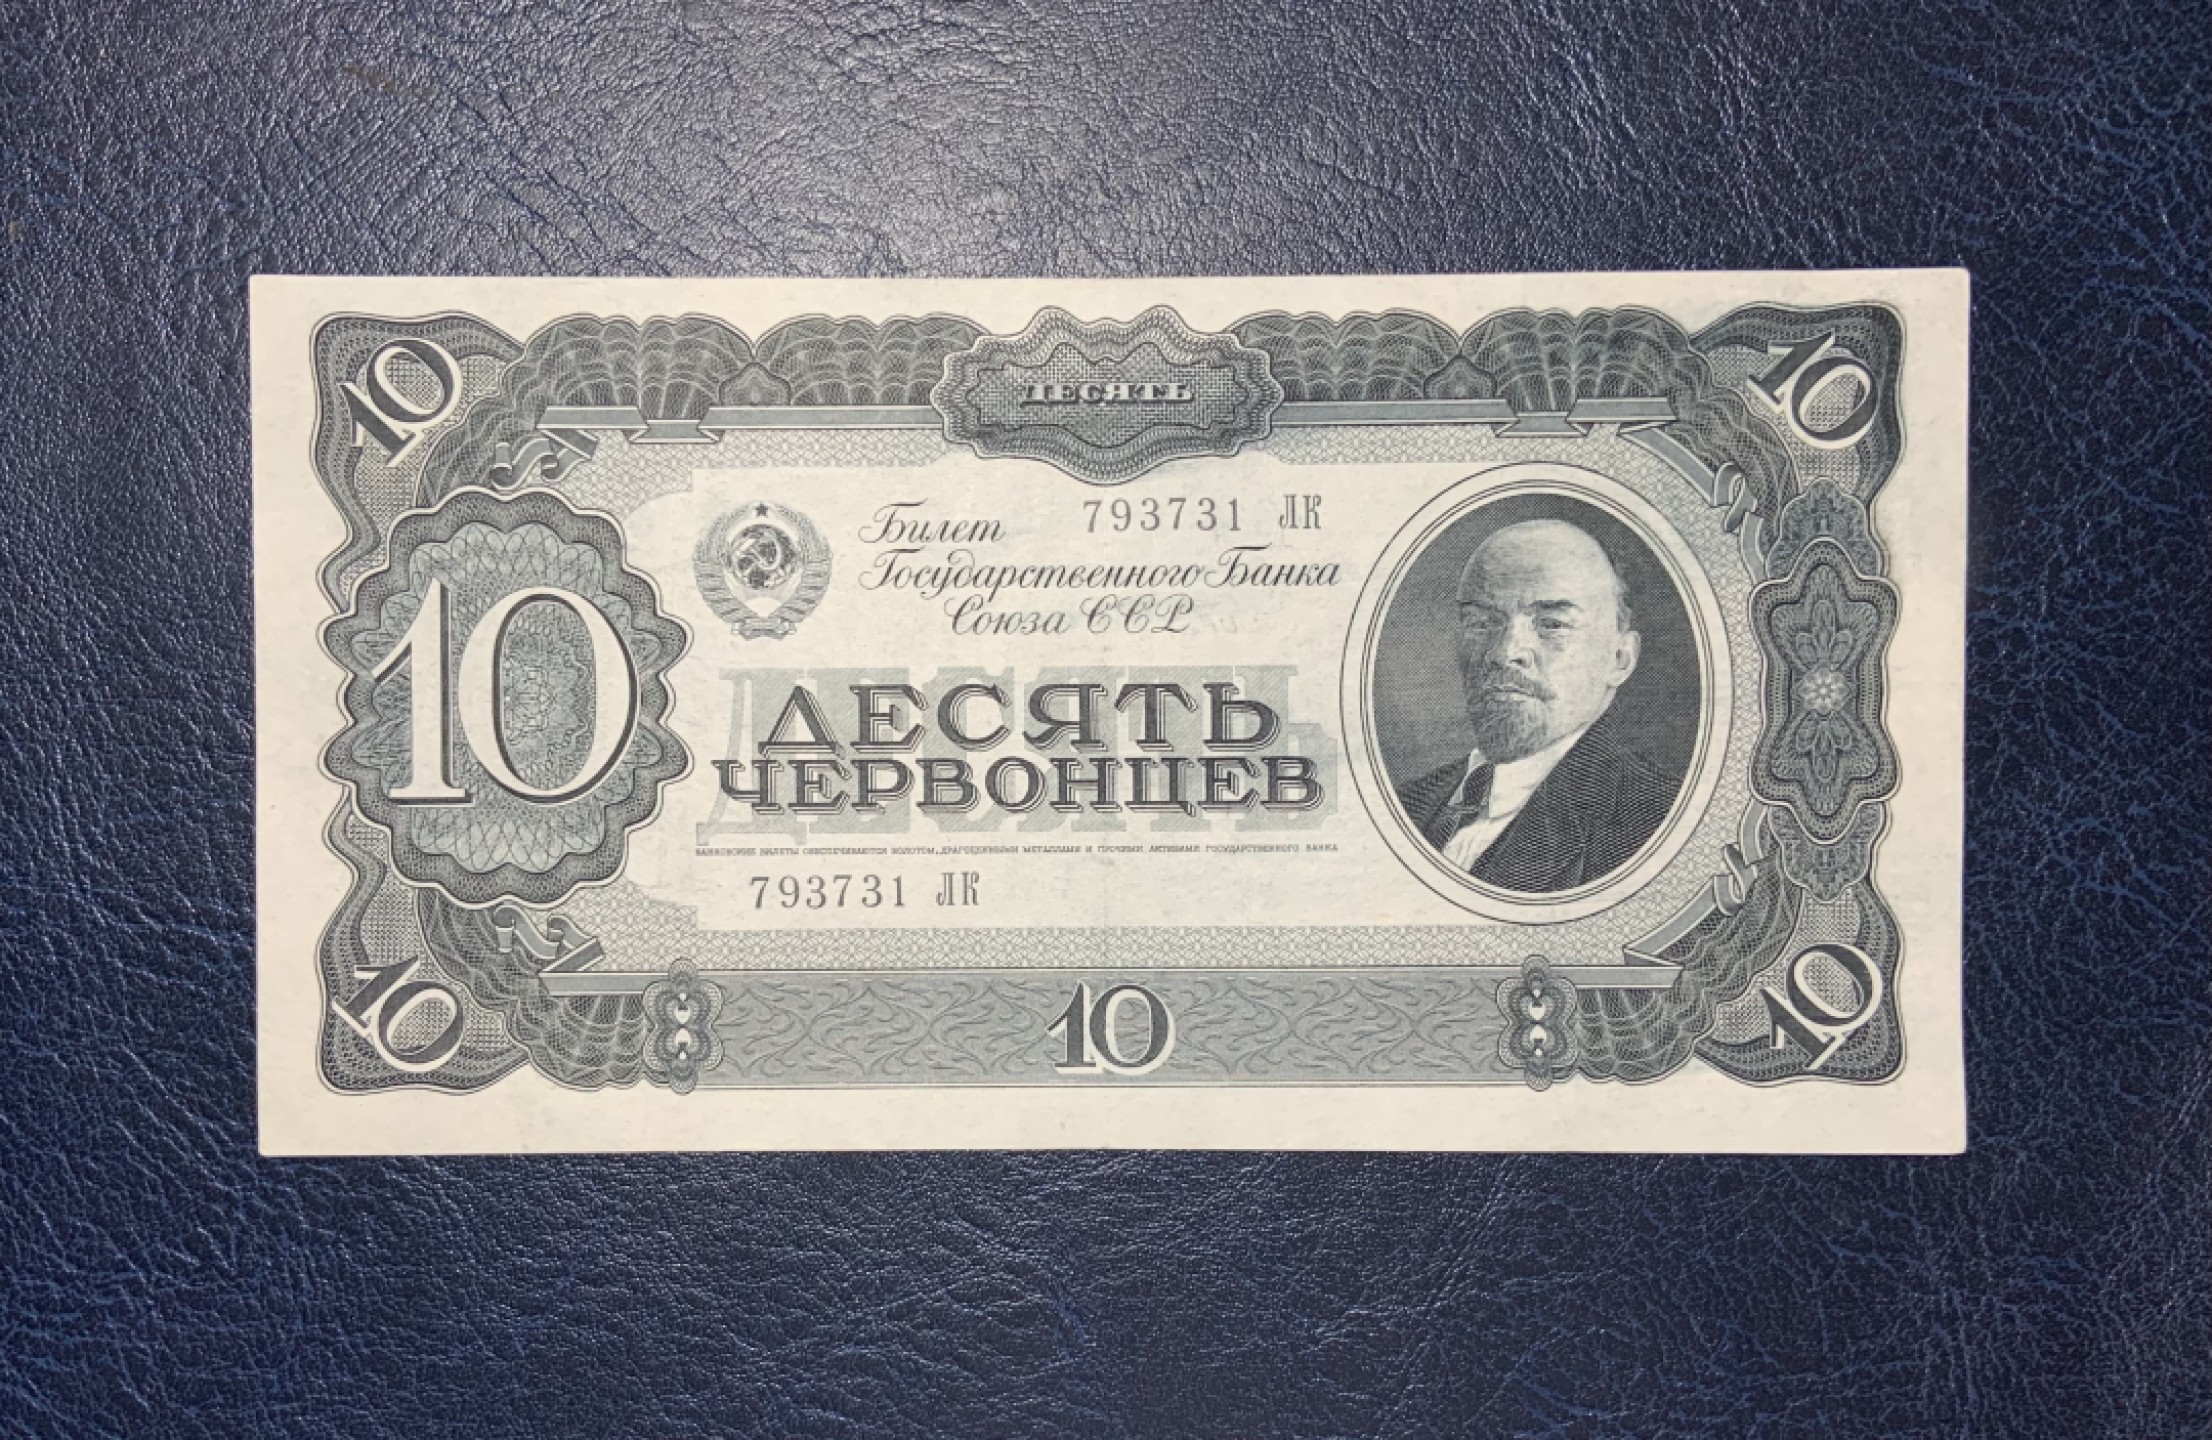 10
ДЕСЯТЬ
10
Билет 793731 ЛК
Государственного Банка
Союза ССР
10
ДЕСЯТЬ
ДЕСЯТЬ
ЧЕРВОНЦЕВ
БАНКОВСКИЕ БИЛЕТЫ ОБЕСПЕЧИВАЮТСЯ ЗОЛОТОМ, ДРАГОЦЕННЫМИ МЕТАЛЛАМИ И ПРОЧИМИ АКТИВАМИ ГОСУДАРСТВЕННОГО БАНКА
793731 ЛК
10
10
10